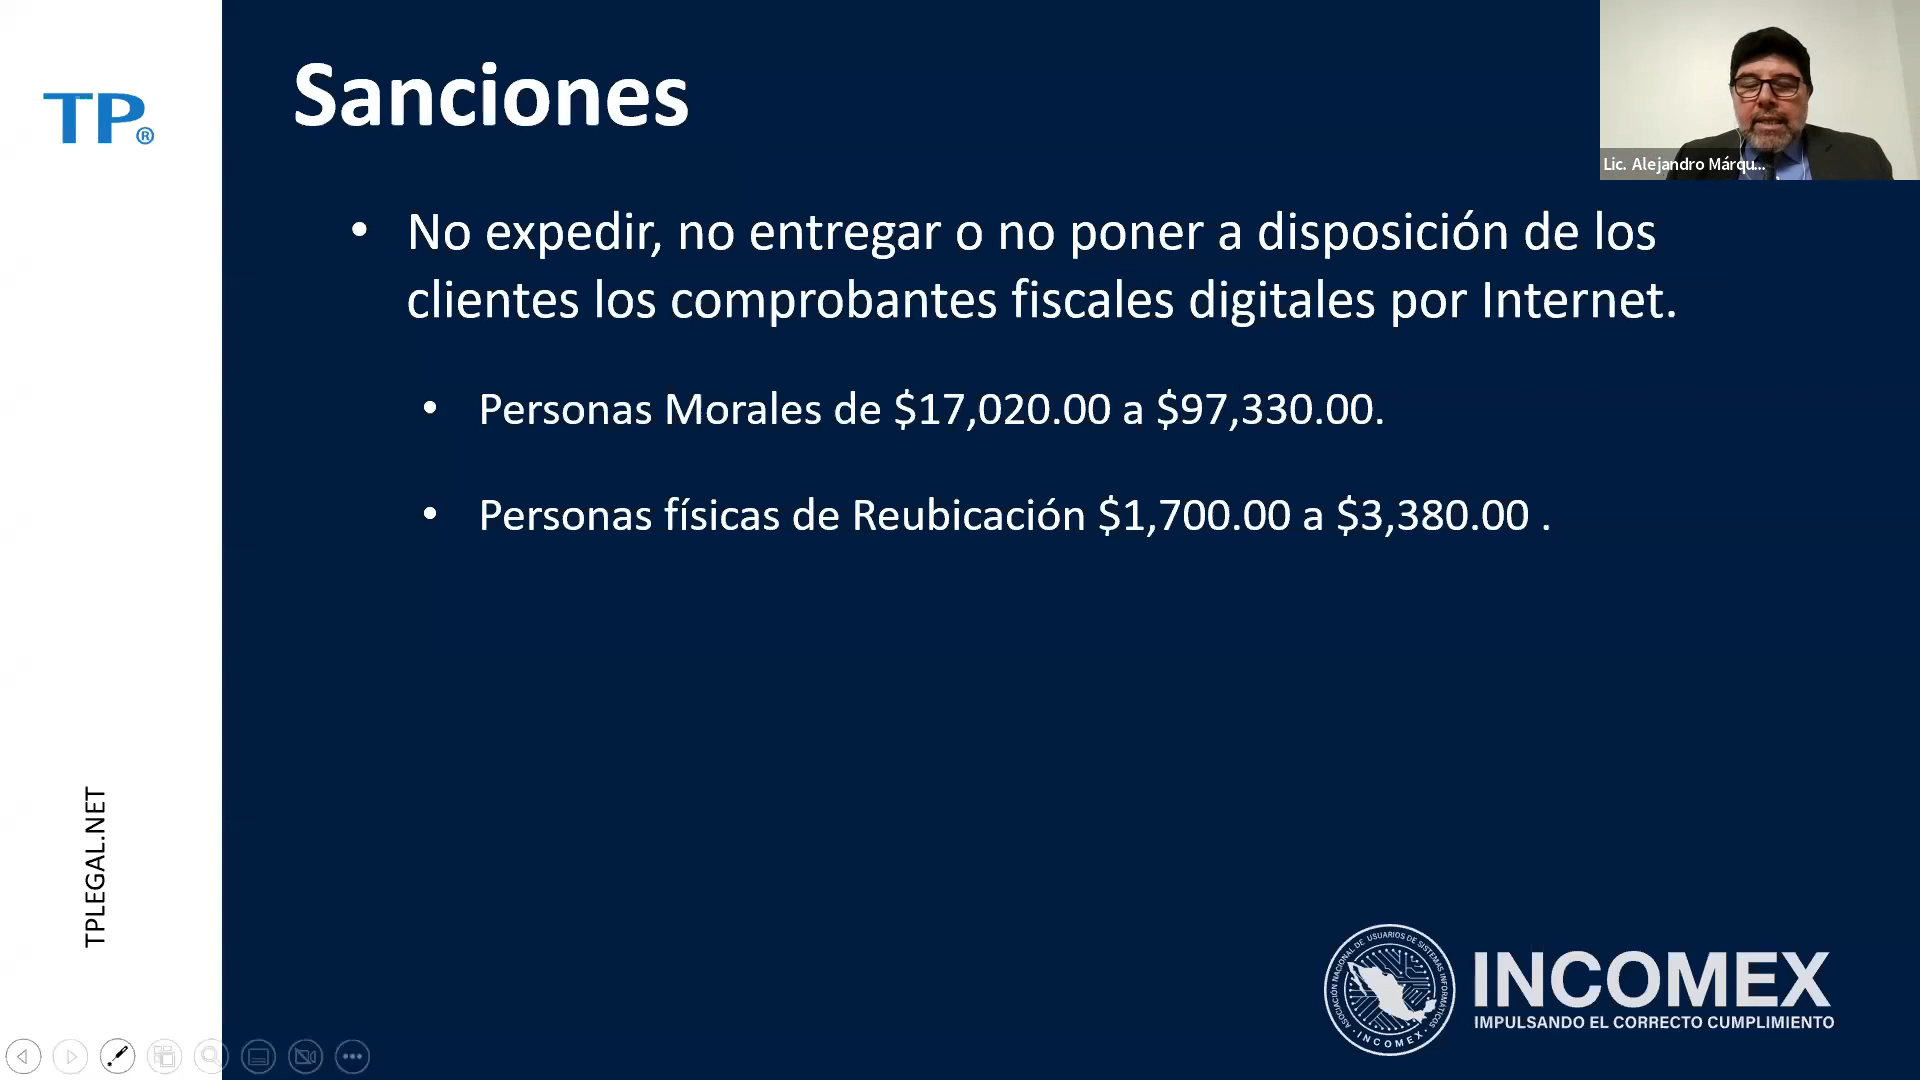 TP®
Sanciones
Lic. Alejandro Márqu...
• No expedir, no entregar o no poner a disposición de los
clientes los comprobantes fiscales digitales por Internet.
• Personas Morales de $17,020.00 a $97,330.00.
• Personas físicas de Reubicación $1,700.00 a $3,380.00 .
TPLEGAL.NET
ASOCIACIÓN NACIONAL DE USUARIOS DE SISTEMAS INFORMÁTICOS
• INCOMEX •
INCOMEX
IMPULSANDO EL CORRECTO CUMPLIMIENTO